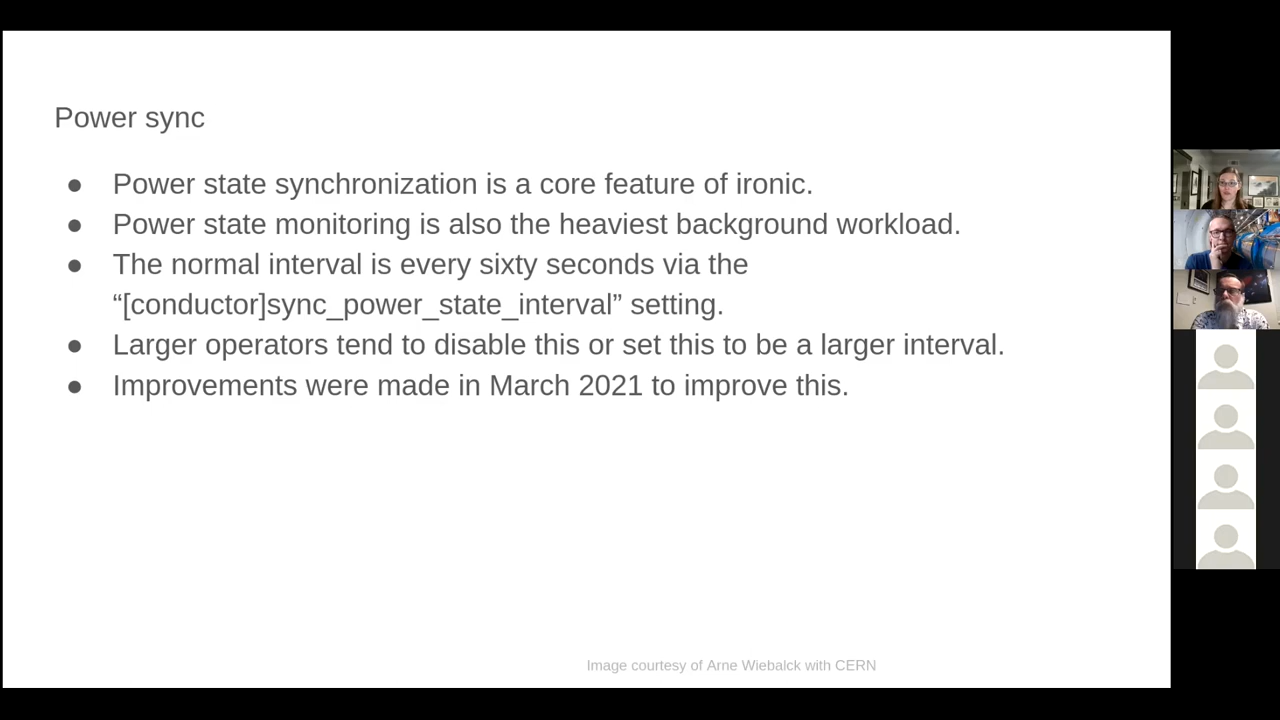 Power sync
● Power state synchronization is a core feature of ironic.
● Power state monitoring is also the heaviest background workload.
● The normal interval is every sixty seconds via the
“[conductor]sync_power_state_interval” setting.
● Larger operators tend to disable this or set this to be a larger interval.
● Improvements were made in March 2021 to improve this.
Image courtesy of Arne Wiebalck with CERN